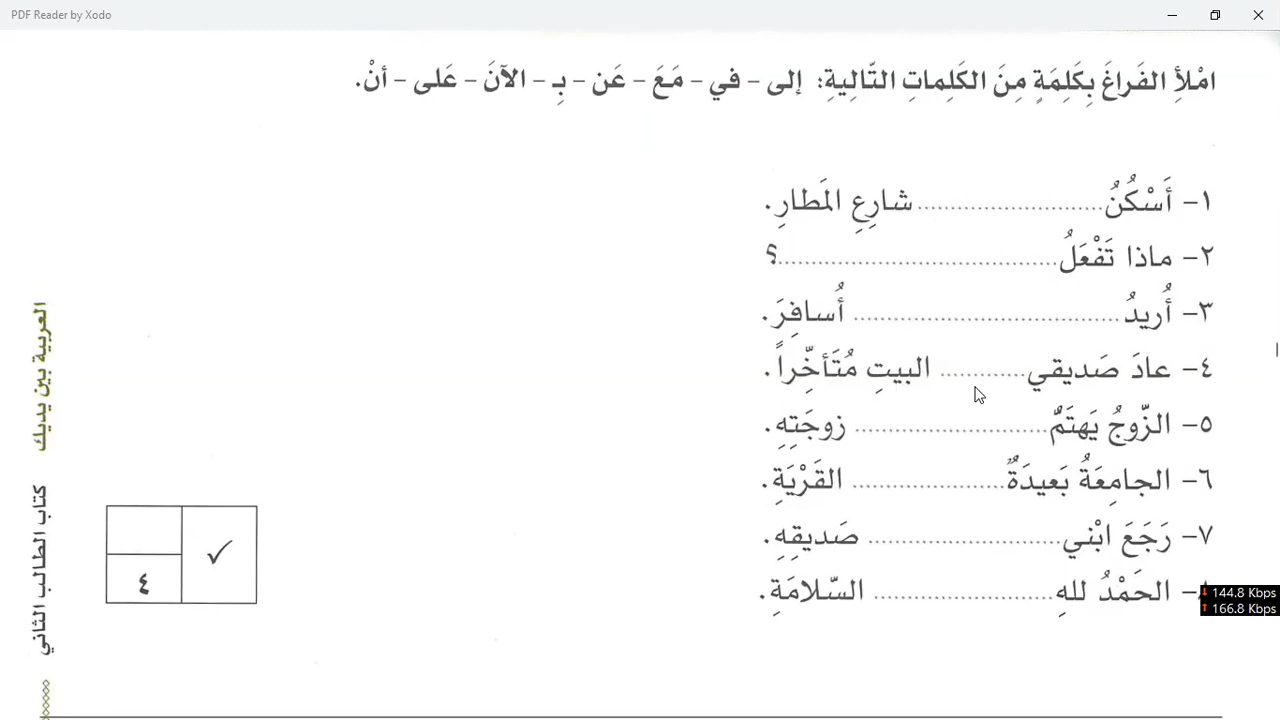 PDF Reader by Xodo
امْلأِ الفَراغَ بِكَلِمَةٍ مِنَ الكَلِماتِ التّالِيةِ: إلى – في – مَعَ – عَن – بِـ – الآنَ – عَلى – أنْ.
١- أَسْكُنُ .............................. شارِعِ المَطارِ.
٢- ماذا تَفْعَلُ ..............................؟
٣- أُريدُ .............................. أُسافِرَ.
٤- عادَ صَديقي .............. البيتِ مُتَأخِّراً.
٥- الزّوجُ يَهتَمُّ .............................. زوجَتِهِ.
٦- الجامِعَةُ بَعيدَةٌ .............................. القَرْيَةِ.
٧- رَجَعَ ابْني .............................. صَديقِهِ.
٨- الحَمْدُ للهِ .............................. السّلامَةِ.
144.8 Kbps
166.8 Kbps
العربية بين يديك
كتاب الطالب الثاني
✓
٤